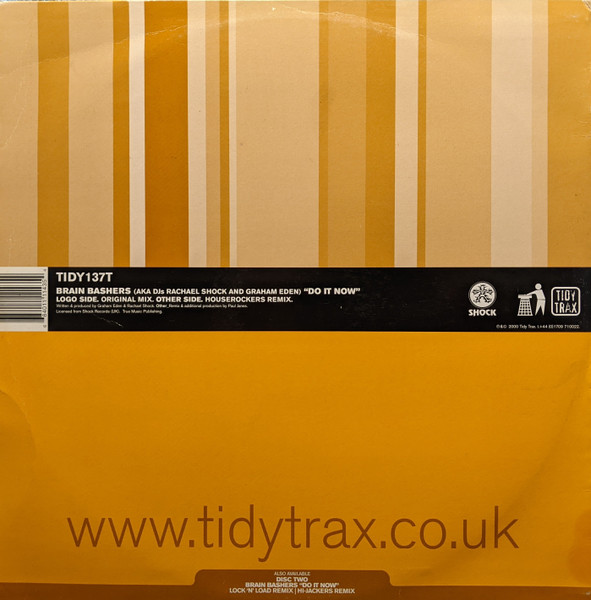 TIDY137T
BRAIN BASHERS (AKA DJs RACHAEL SHOCK AND GRAHAM EDEN) "DO IT NOW"
LOGO SIDE. ORIGINAL MIX. OTHER SIDE. HOUSEROCKERS REMIX.
Written & produced by Graham Eden & Rachael Shock. Other, Remix & additional production by Paul Janes.
Licensed from Shock Records (UK). Trus Music Publishing.
SHOCK
TIDY
TRAX
℗ & © 2000 Tidy Trax.
www.tidytrax.co.uk
ALSO AVAILABLE
DISC TWO
BRAIN BASHERS "DO IT NOW"
LOCK 'N' LOAD REMIX | HI-JACKERS REMIX